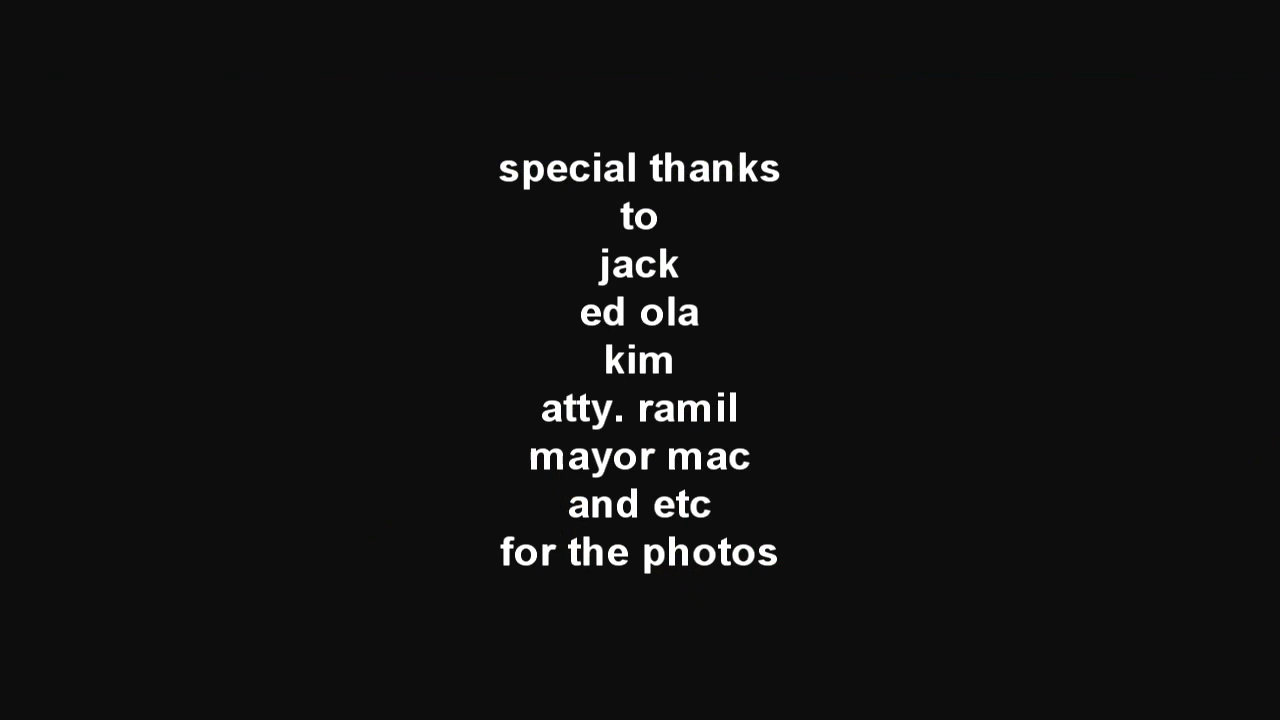 special thanks
to
jack
ed ola
kim
atty. ramil
mayor mac
and etc
for the photos